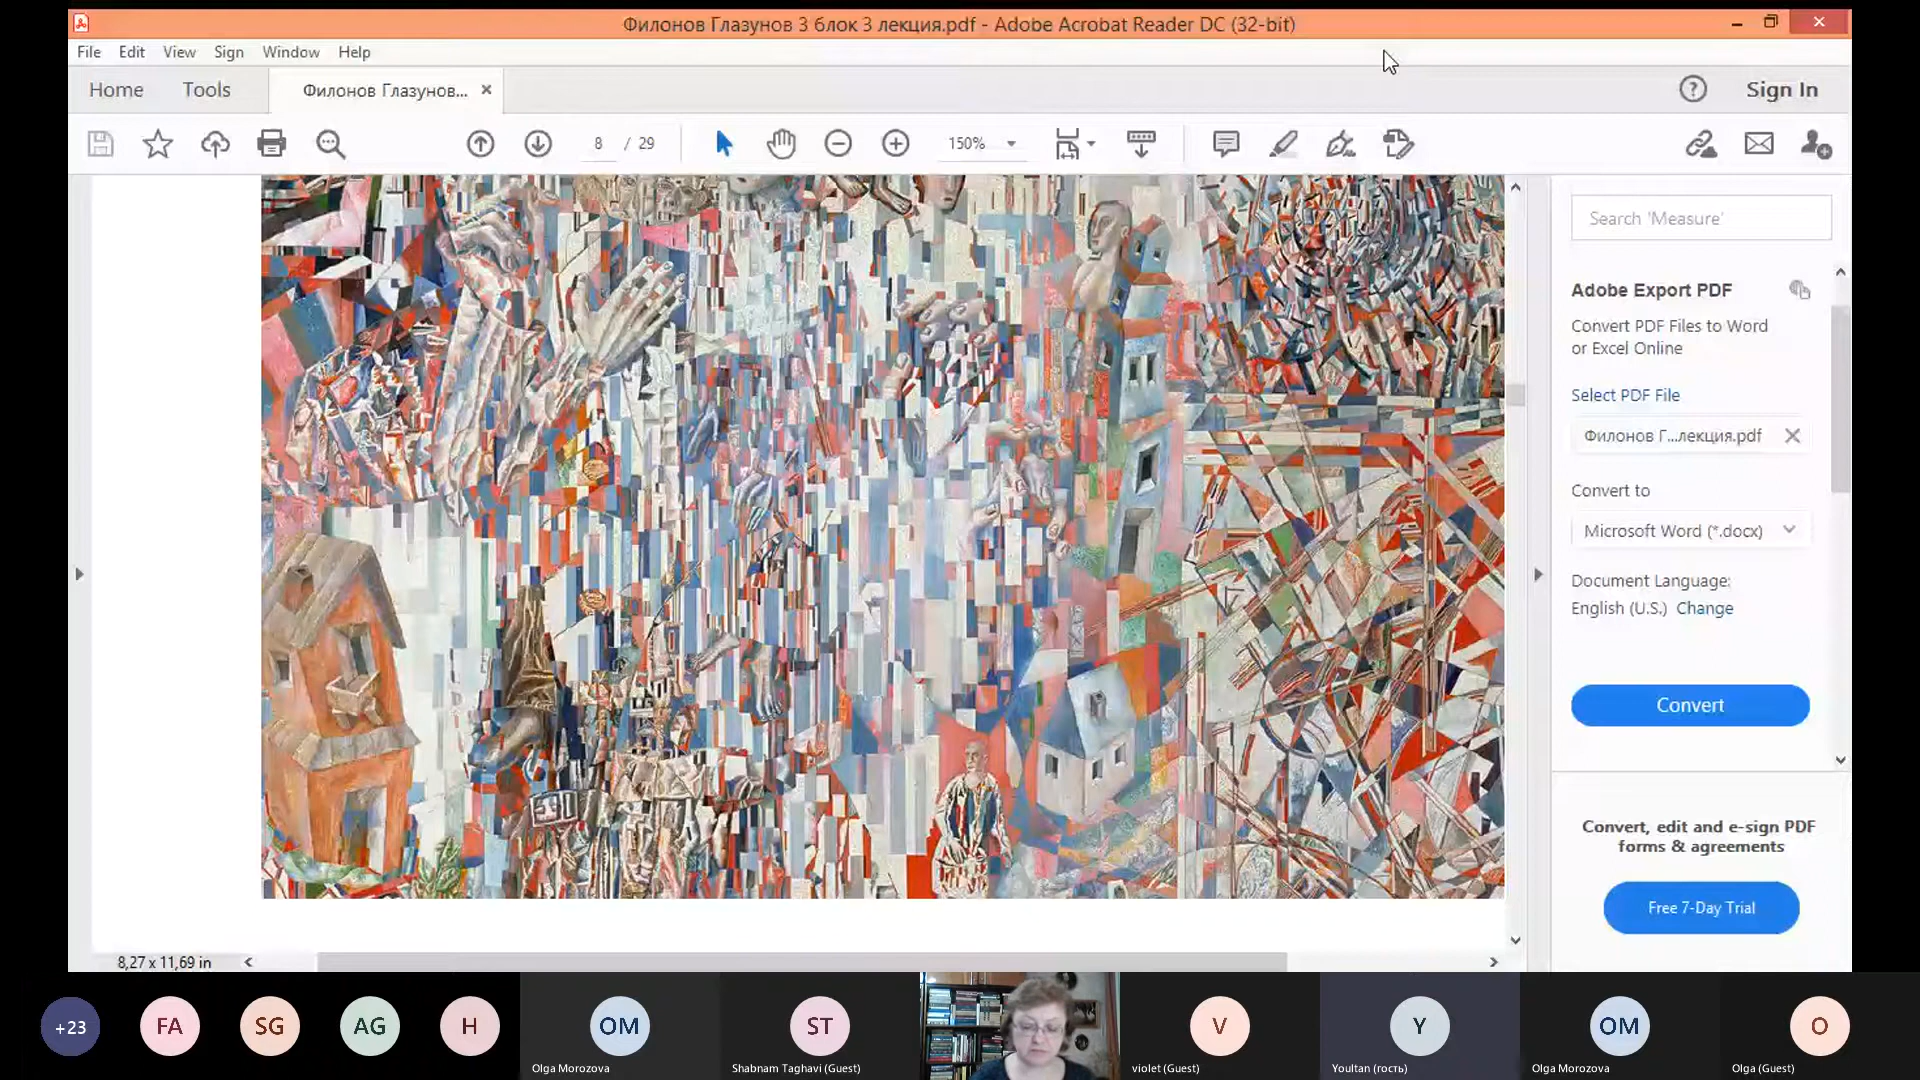 Филонов Глазунов 3 блок 3 лекция.pdf - Adobe Acrobat Reader DC (32-bit)
File Edit View Sign Window Help
Home Tools Филонов Глазунов... Sign In
8 / 29 150%
Search 'Measure'
Adobe Export PDF
Convert PDF Files to Word
or Excel Online
Select PDF File
Филонов Г...лекция.pdf
Convert to
Microsoft Word (*.docx)
Document Language:
English (U.S.) Change
Convert
Convert, edit and e-sign PDF
forms & agreements
Free 7-Day Trial
8,27 x 11,69 in
+23 FA SG AG H OM ST V Y OM O
Olga Morozova Shabnam Taghavi (Guest) violet (Guest) Youltan (гость) Olga Morozova Olga (Guest)